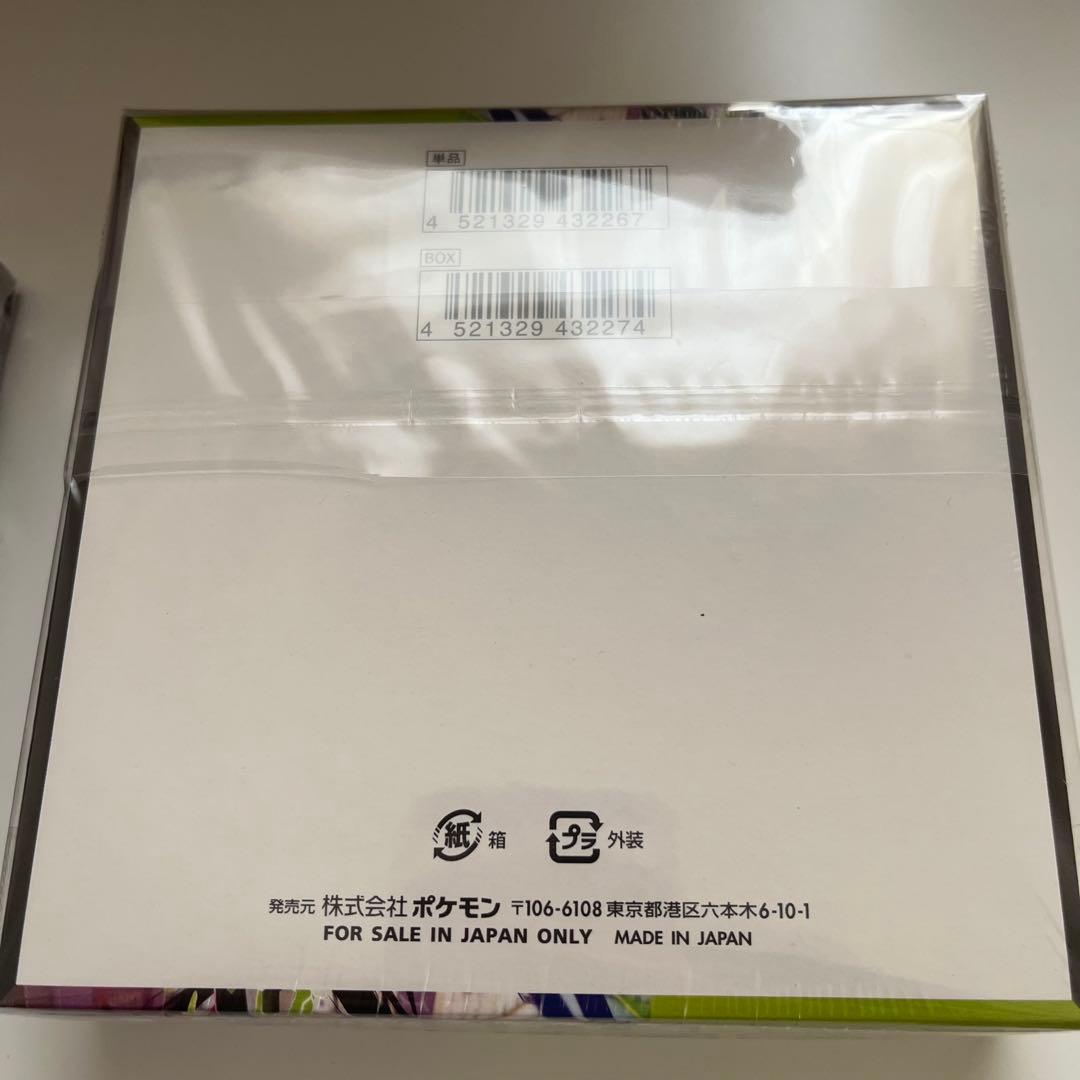 単品
4 521329 432267
BOX
4 521329 432274
紙 箱 プラ 外装
発売元 株式会社 ポケモン 〒106-6108 東京都港区六本木6-10-1
FOR SALE IN JAPAN ONLY MADE IN JAPAN